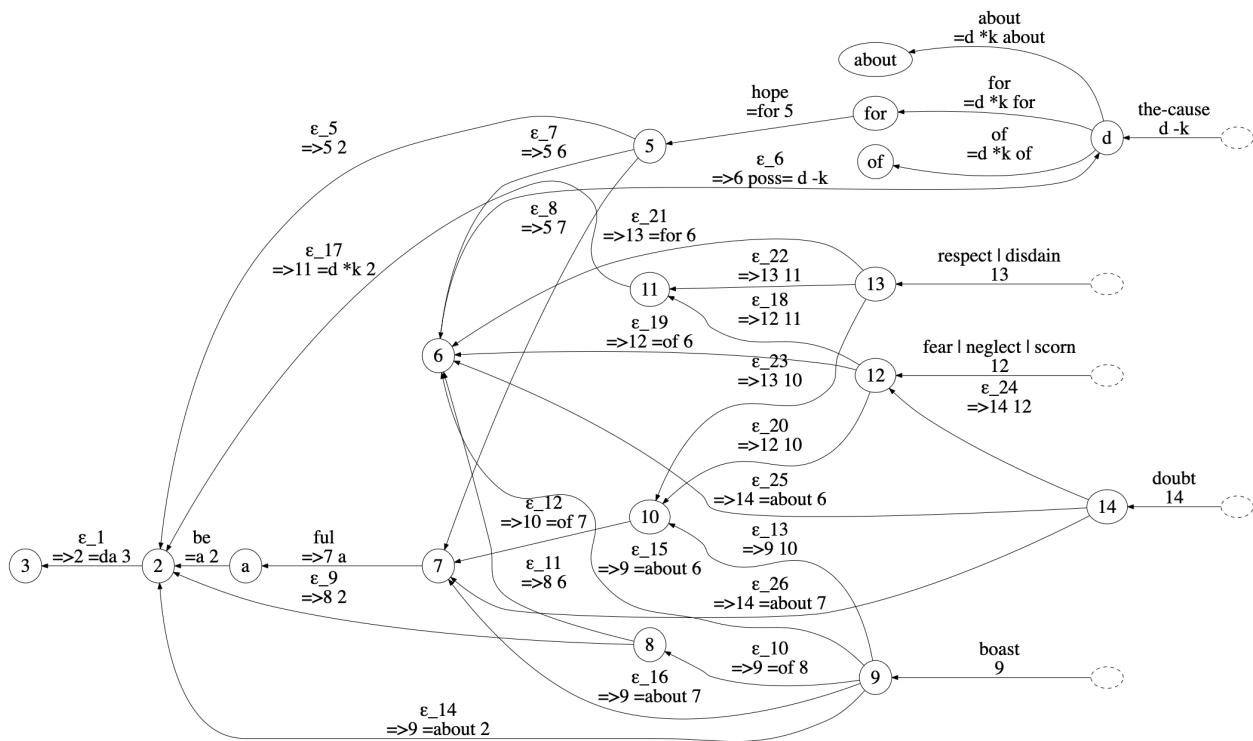 about
=d *k about
about
for
=d *k for
hope
=for 5
for
the-cause
d -k
ε_5
=>5 2
ε_7
=>5 6
5
of
=d *k of
d
of
ε_6
=>6 poss= d -k
ε_8
=>5 7
ε_21
=>13 =for 6
ε_17
=>11 =d *k 2
ε_22
=>13 11
respect | disdain
13
11
13
ε_18
=>12 11
ε_19
=>12 =of 6
6
fear | neglect | scorn
12
ε_23
=>13 10
12
ε_24
=>14 12
ε_20
=>12 10
ε_25
=>14 =about 6
doubt
14
14
ε_12
=>10 =of 7
10
ε_13
=>9 10
ε_1
=>2 =da 3
be
=a 2
ful
=>7 a
ε_15
=>9 =about 6
3
2
a
7
ε_11
=>8 6
ε_9
=>8 2
ε_26
=>14 =about 7
8
ε_10
=>9 =of 8
boast
9
9
ε_16
=>9 =about 7
ε_14
=>9 =about 2